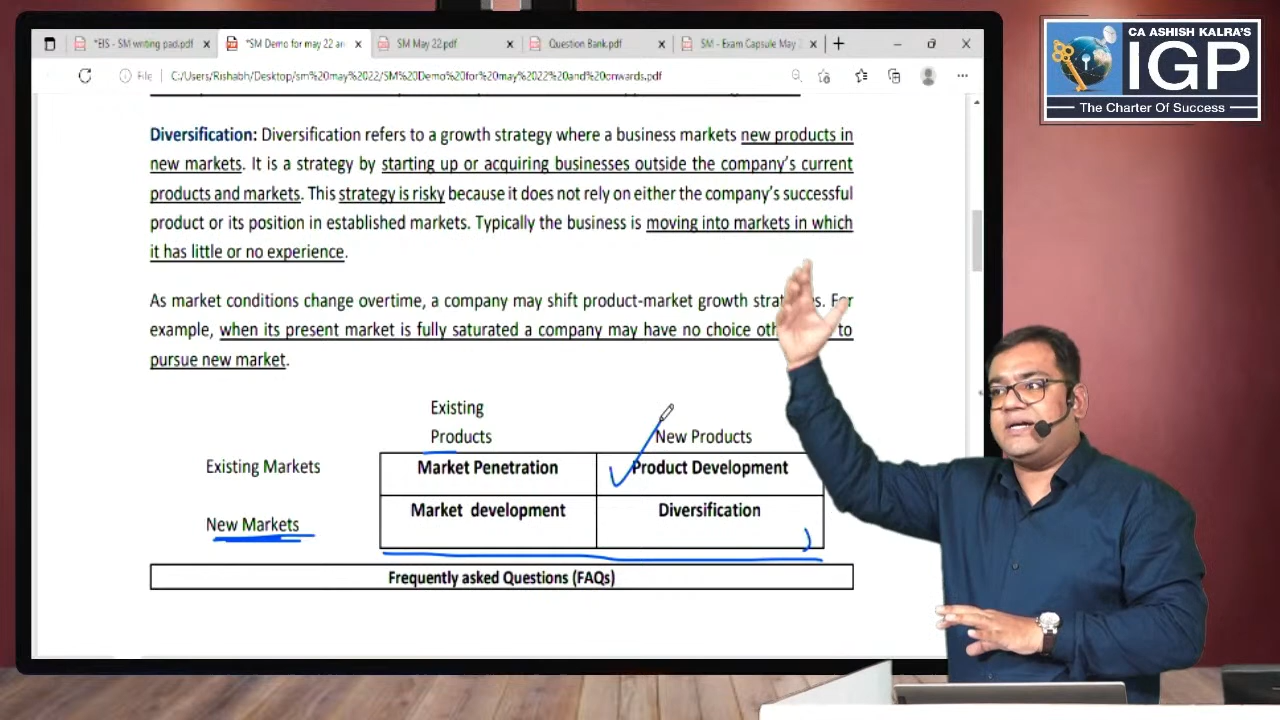 *EIS - SM writing pad.pdf
*SM Demo for may 22 an
SM May 22.pdf
Question Bank.pdf
SM - Exam Capsule May
File
C:/Users/Rishabh/Desktop/sm%20may%2022/SM%20Demo%20for%20may%2022%20and%20onwards.pdf
Diversification: Diversification refers to a growth strategy where a business markets new products in
new markets. It is a strategy by starting up or acquiring businesses outside the company's current
products and markets. This strategy is risky because it does not rely on either the company's successful
product or its position in established markets. Typically the business is moving into markets in which
it has little or no experience.
As market conditions change overtime, a company may shift product-market growth For
example, when its present market is fully saturated a company may have no choice to
pursue new market.
Existing
Products
New Products
Existing Markets
Market Penetration
Product Development
New Markets
Market development
Diversification
Frequently asked Questions (FAQs)
CA ASHISH KALRA'S
IGP
The Charter Of Success